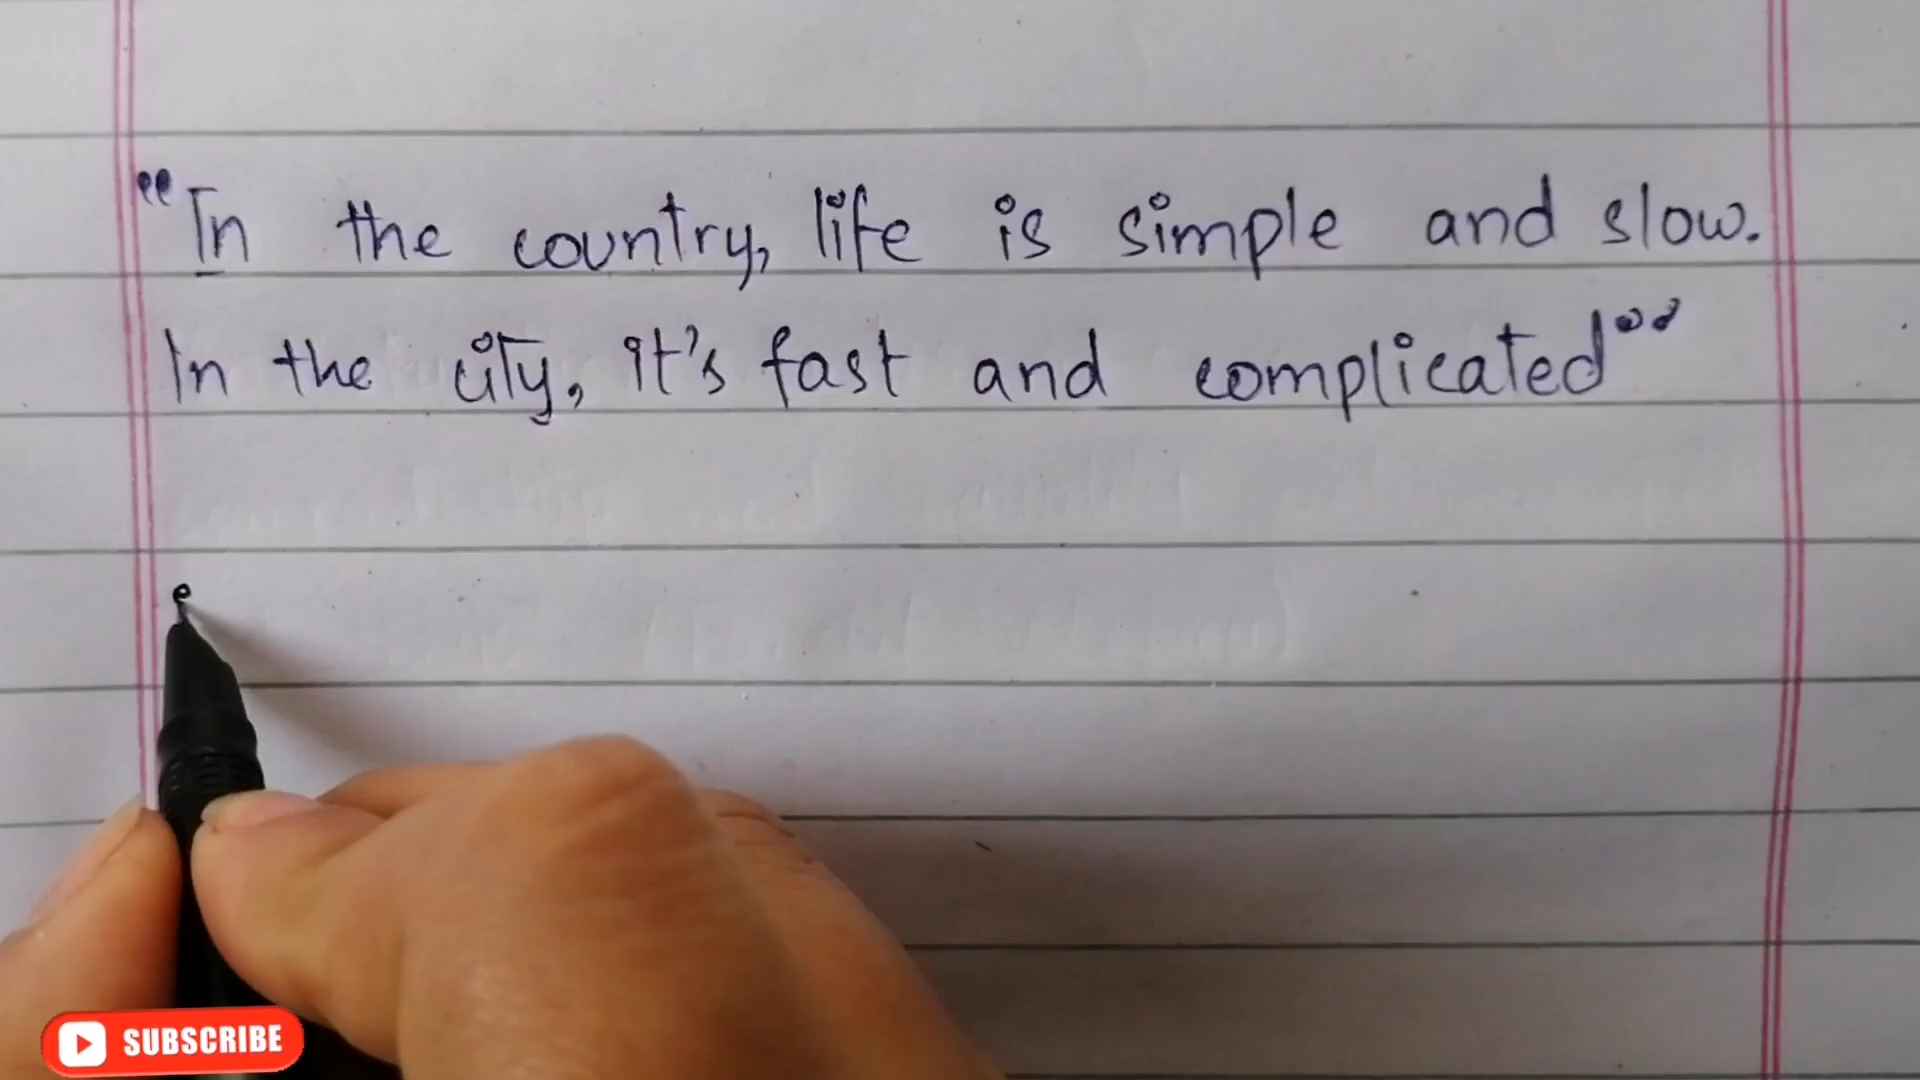 “In the country, life is simple and slow.
In the city, it's fast and complicated”
SUBSCRIBE